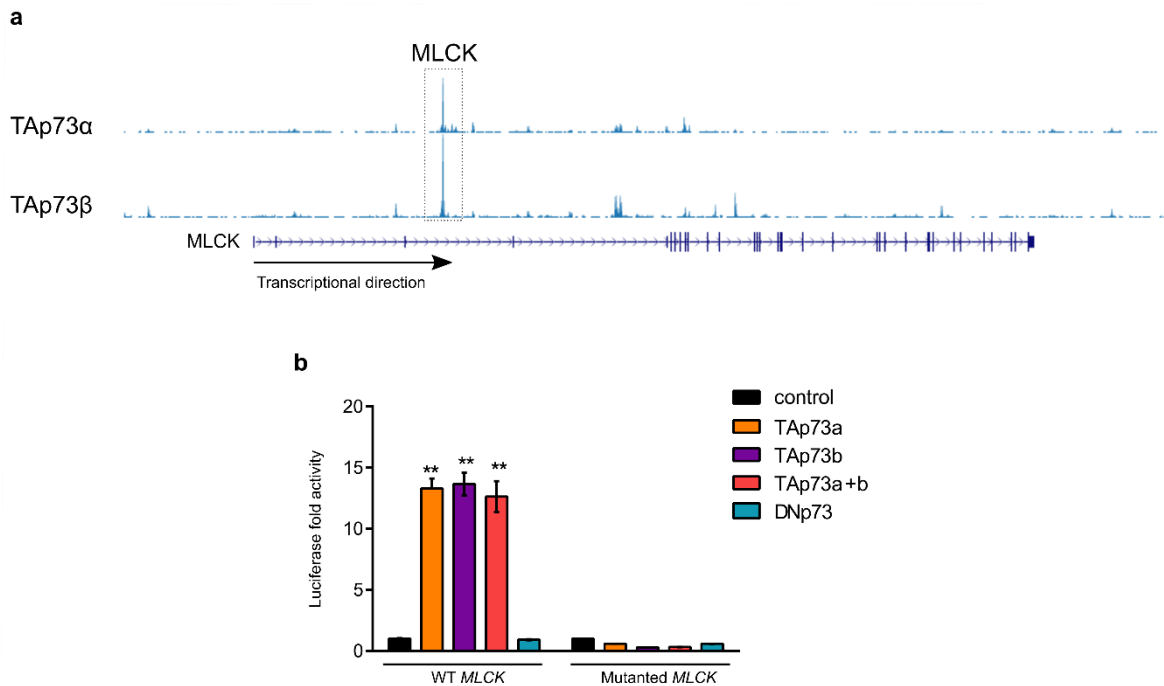 a
MLCK
TAp73α
TAp73β
MLCK
Transcriptional direction
b
Luciferase fold activity
20
15
10
5
0
** ** **
WT MLCK
Mutanted MLCK
control
TAp73a
TAp73b
TAp73a+b
DNp73